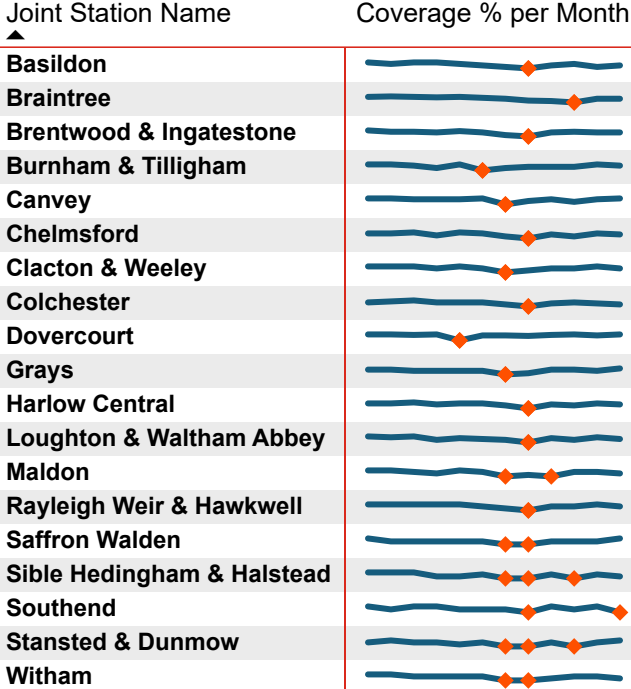 Joint Station Name Coverage % per Month
Basildon
Braintree
Brentwood & Ingatestone
Burnham & Tilligham
Canvey
Chelmsford
Clacton & Weeley
Colchester
Dovercourt
Grays
Harlow Central
Loughton & Waltham Abbey
Maldon
Rayleigh Weir & Hawkwell
Saffron Walden
Sible Hedingham & Halstead
Southend
Stansted & Dunmow
Witham